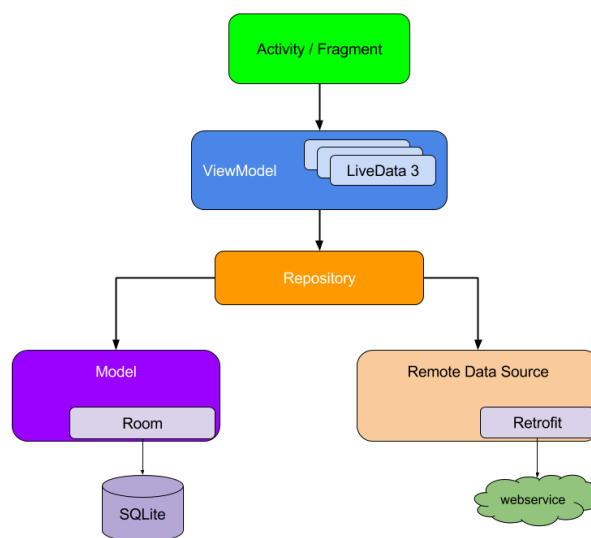 Activity / Fragment
ViewModel
LiveData 3
Repository
Model
Remote Data Source
Room
Retrofit
SQLite
webservice